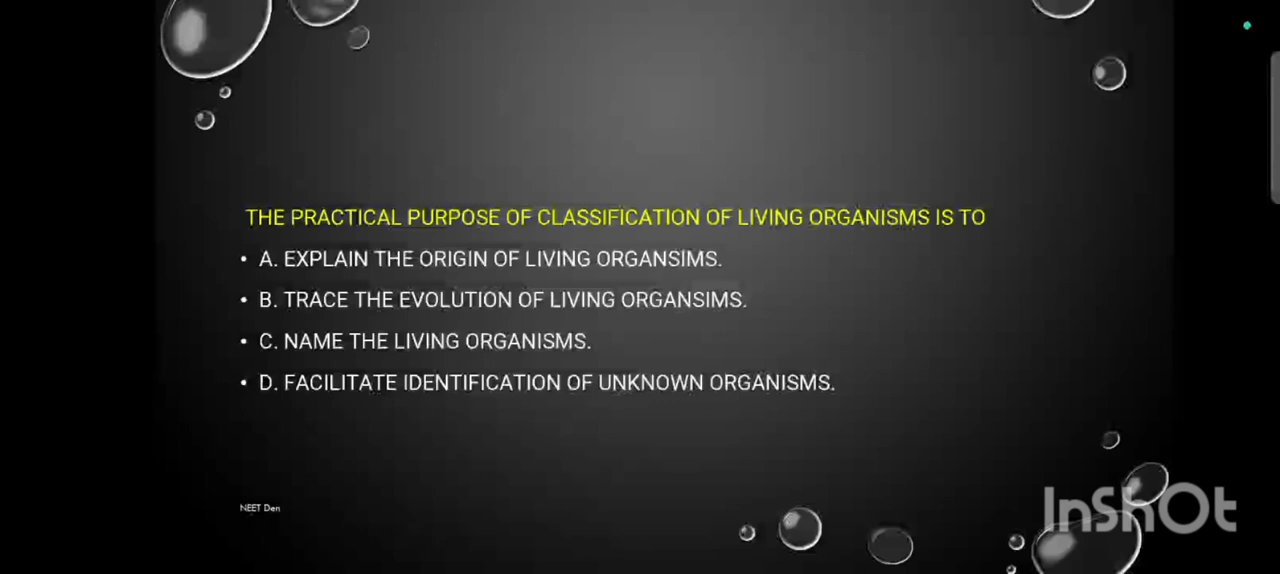 THE PRACTICAL PURPOSE OF CLASSIFICATION OF LIVING ORGANISMS IS TO
• A. EXPLAIN THE ORIGIN OF LIVING ORGANSIMS.
• B. TRACE THE EVOLUTION OF LIVING ORGANSIMS.
• C. NAME THE LIVING ORGANISMS.
• D. FACILITATE IDENTIFICATION OF UNKNOWN ORGANISMS.
NEET Den
InShOt